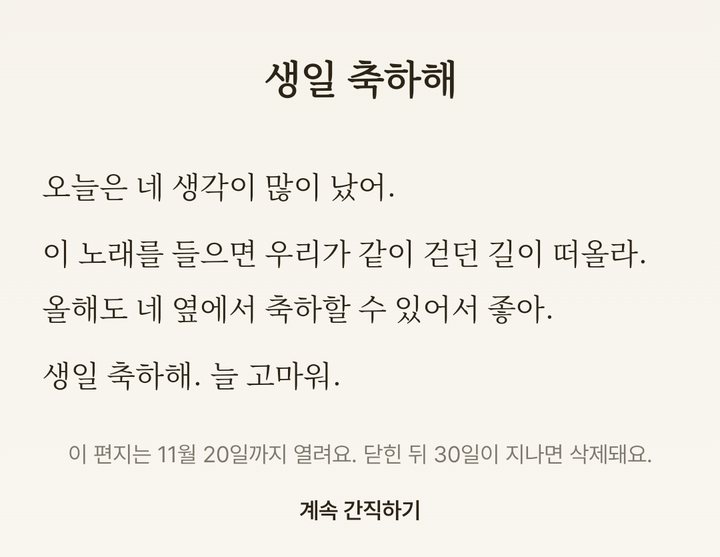 생일 축하해
오늘은 네 생각이 많이 났어.
이 노래를 들으면 우리가 같이 걷던 길이 떠올라.
올해도 네 옆에서 축하할 수 있어서 좋아.
생일 축하해. 늘 고마워.
이 편지는 11월 20일까지 열려요. 닫힌 뒤 30일이 지나면 삭제돼요.
계속 간직하기